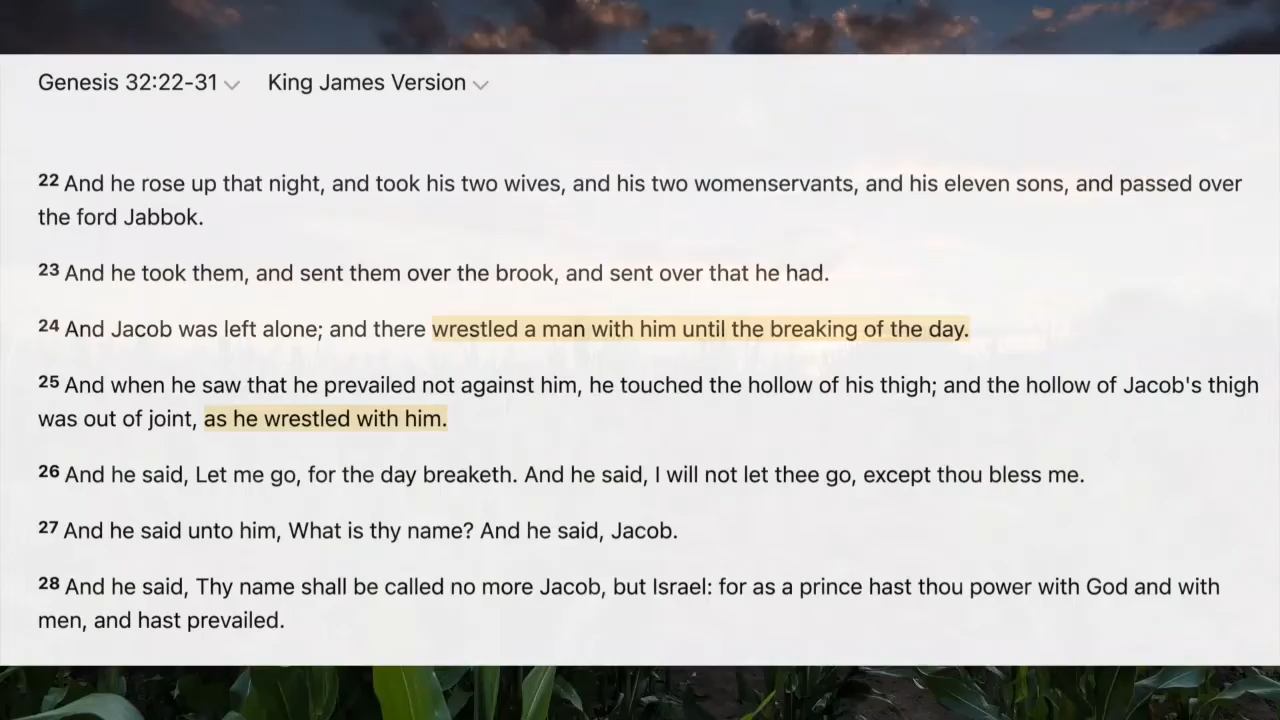 Genesis 32:22-31 King James Version
22 And he rose up that night, and took his two wives, and his two womenservants, and his eleven sons, and passed over
the ford Jabbok.
23 And he took them, and sent them over the brook, and sent over that he had.
24 And Jacob was left alone; and there wrestled a man with him until the breaking of the day.
25 And when he saw that he prevailed not against him, he touched the hollow of his thigh; and the hollow of Jacob's thigh
was out of joint, as he wrestled with him.
26 And he said, Let me go, for the day breaketh. And he said, I will not let thee go, except thou bless me.
27 And he said unto him, What is thy name? And he said, Jacob.
28 And he said, Thy name shall be called no more Jacob, but Israel: for as a prince hast thou power with God and with
men, and hast prevailed.